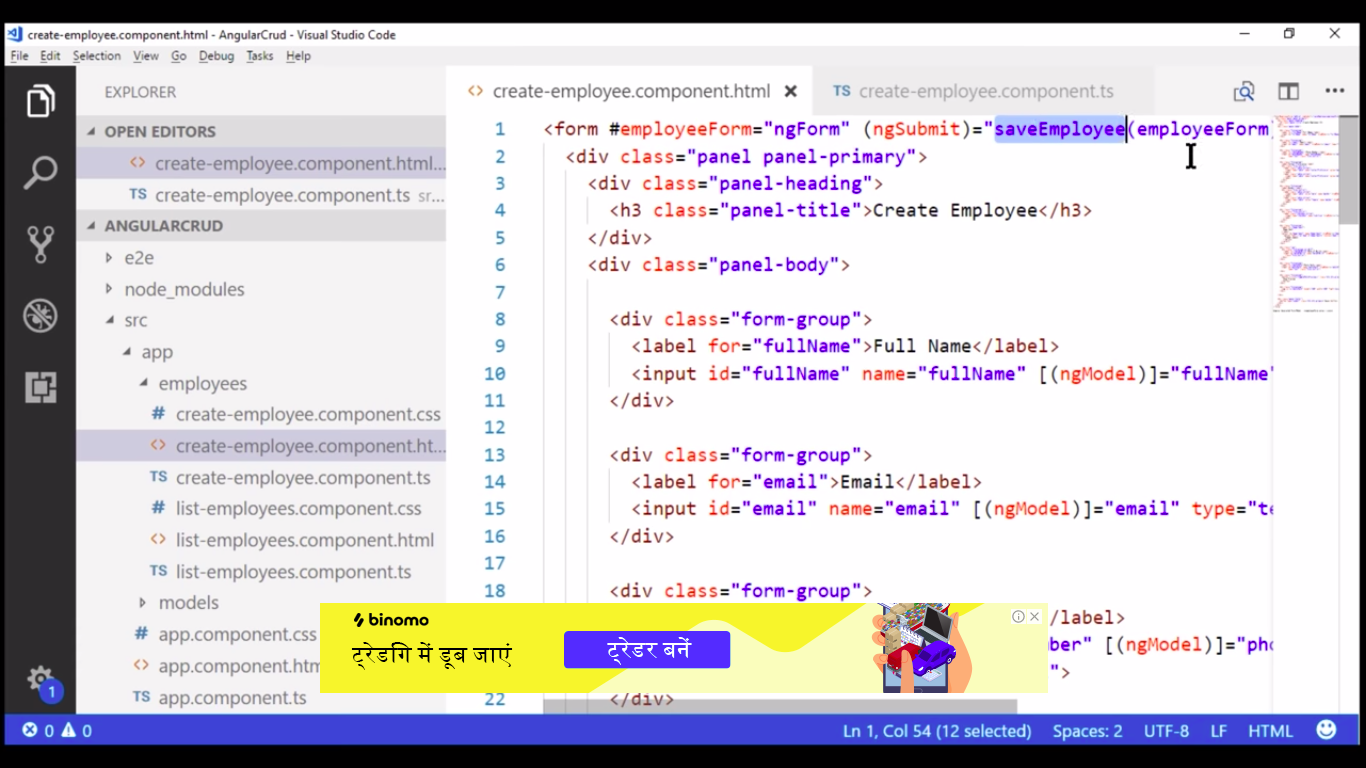 create-employee.component.html - AngularCrud - Visual Studio Code
File Edit Selection View Go Debug Tasks Help
EXPLORER
OPEN EDITORS
create-employee.component.html...
create-employee.component.ts sr...
ANGULARCRUD
e2e
node_modules
src
app
employees
create-employee.component.css
create-employee.component.ht...
create-employee.component.ts
list-employees.component.css
list-employees.component.html
list-employees.component.ts
models
app.component.css
app.component.htm
app.component.ts
1
create-employee.component.html
create-employee.component.ts
1 <form #employeeForm="ngForm" (ngSubmit)="saveEmployee(employeeForm
2 <div class="panel panel-primary">
3 <div class="panel-heading">
4 <h3 class="panel-title">Create Employee</h3>
5 </div>
6 <div class="panel-body">
7
8 <div class="form-group">
9 <label for="fullName">Full Name</label>
10 <input id="fullName" name="fullName" [(ngModel)]="fullName"
11 </div>
12
13 <div class="form-group">
14 <label for="email">Email</label>
15 <input id="email" name="email" [(ngModel)]="email" type="te
16 </div>
17
18 <div class="form-group">
/label>
ber" [(ngModel)]="pho
">
22 </div>
binomo
ट्रेडिंग में डूब जाएं
ट्रेडर बनें
0 0 Ln 1, Col 54 (12 selected) Spaces: 2 UTF-8 LF HTML